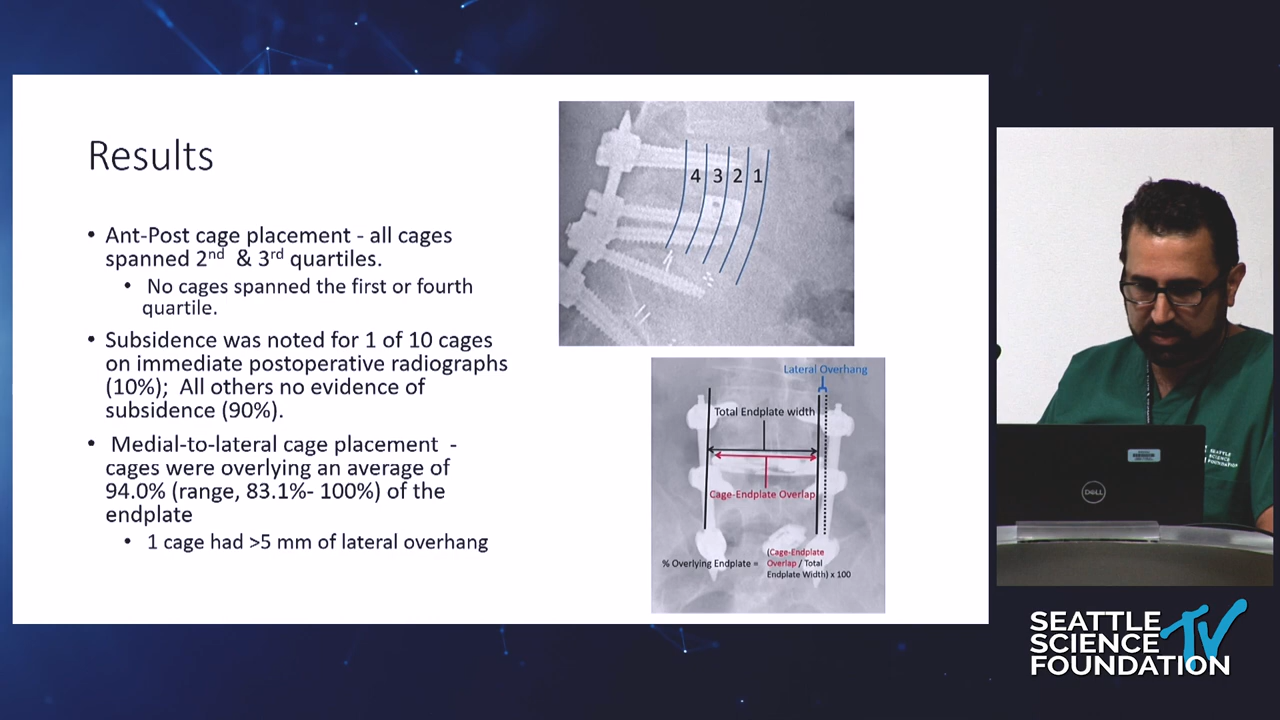 Results
• Ant-Post cage placement - all cages
spanned 2nd & 3rd quartiles.
• No cages spanned the first or fourth
quartile.
• Subsidence was noted for 1 of 10 cages
on immediate postoperative radiographs
(10%); All others no evidence of
subsidence (90%).
• Medial-to-lateral cage placement -
cages were overlying an average of
94.0% (range, 83.1%- 100%) of the
endplate
• 1 cage had >5 mm of lateral overhang
4 3 2 1
Lateral Overhang
Total Endplate width
Cage-Endplate Overlap
% Overlying Endplate =
(Cage-Endplate
Overlap / Total
Endplate Width) x 100
SEATTLE
SCIENCE
FOUNDATION
DELL
SEATTLE
SCIENCE
FOUNDATION
TV